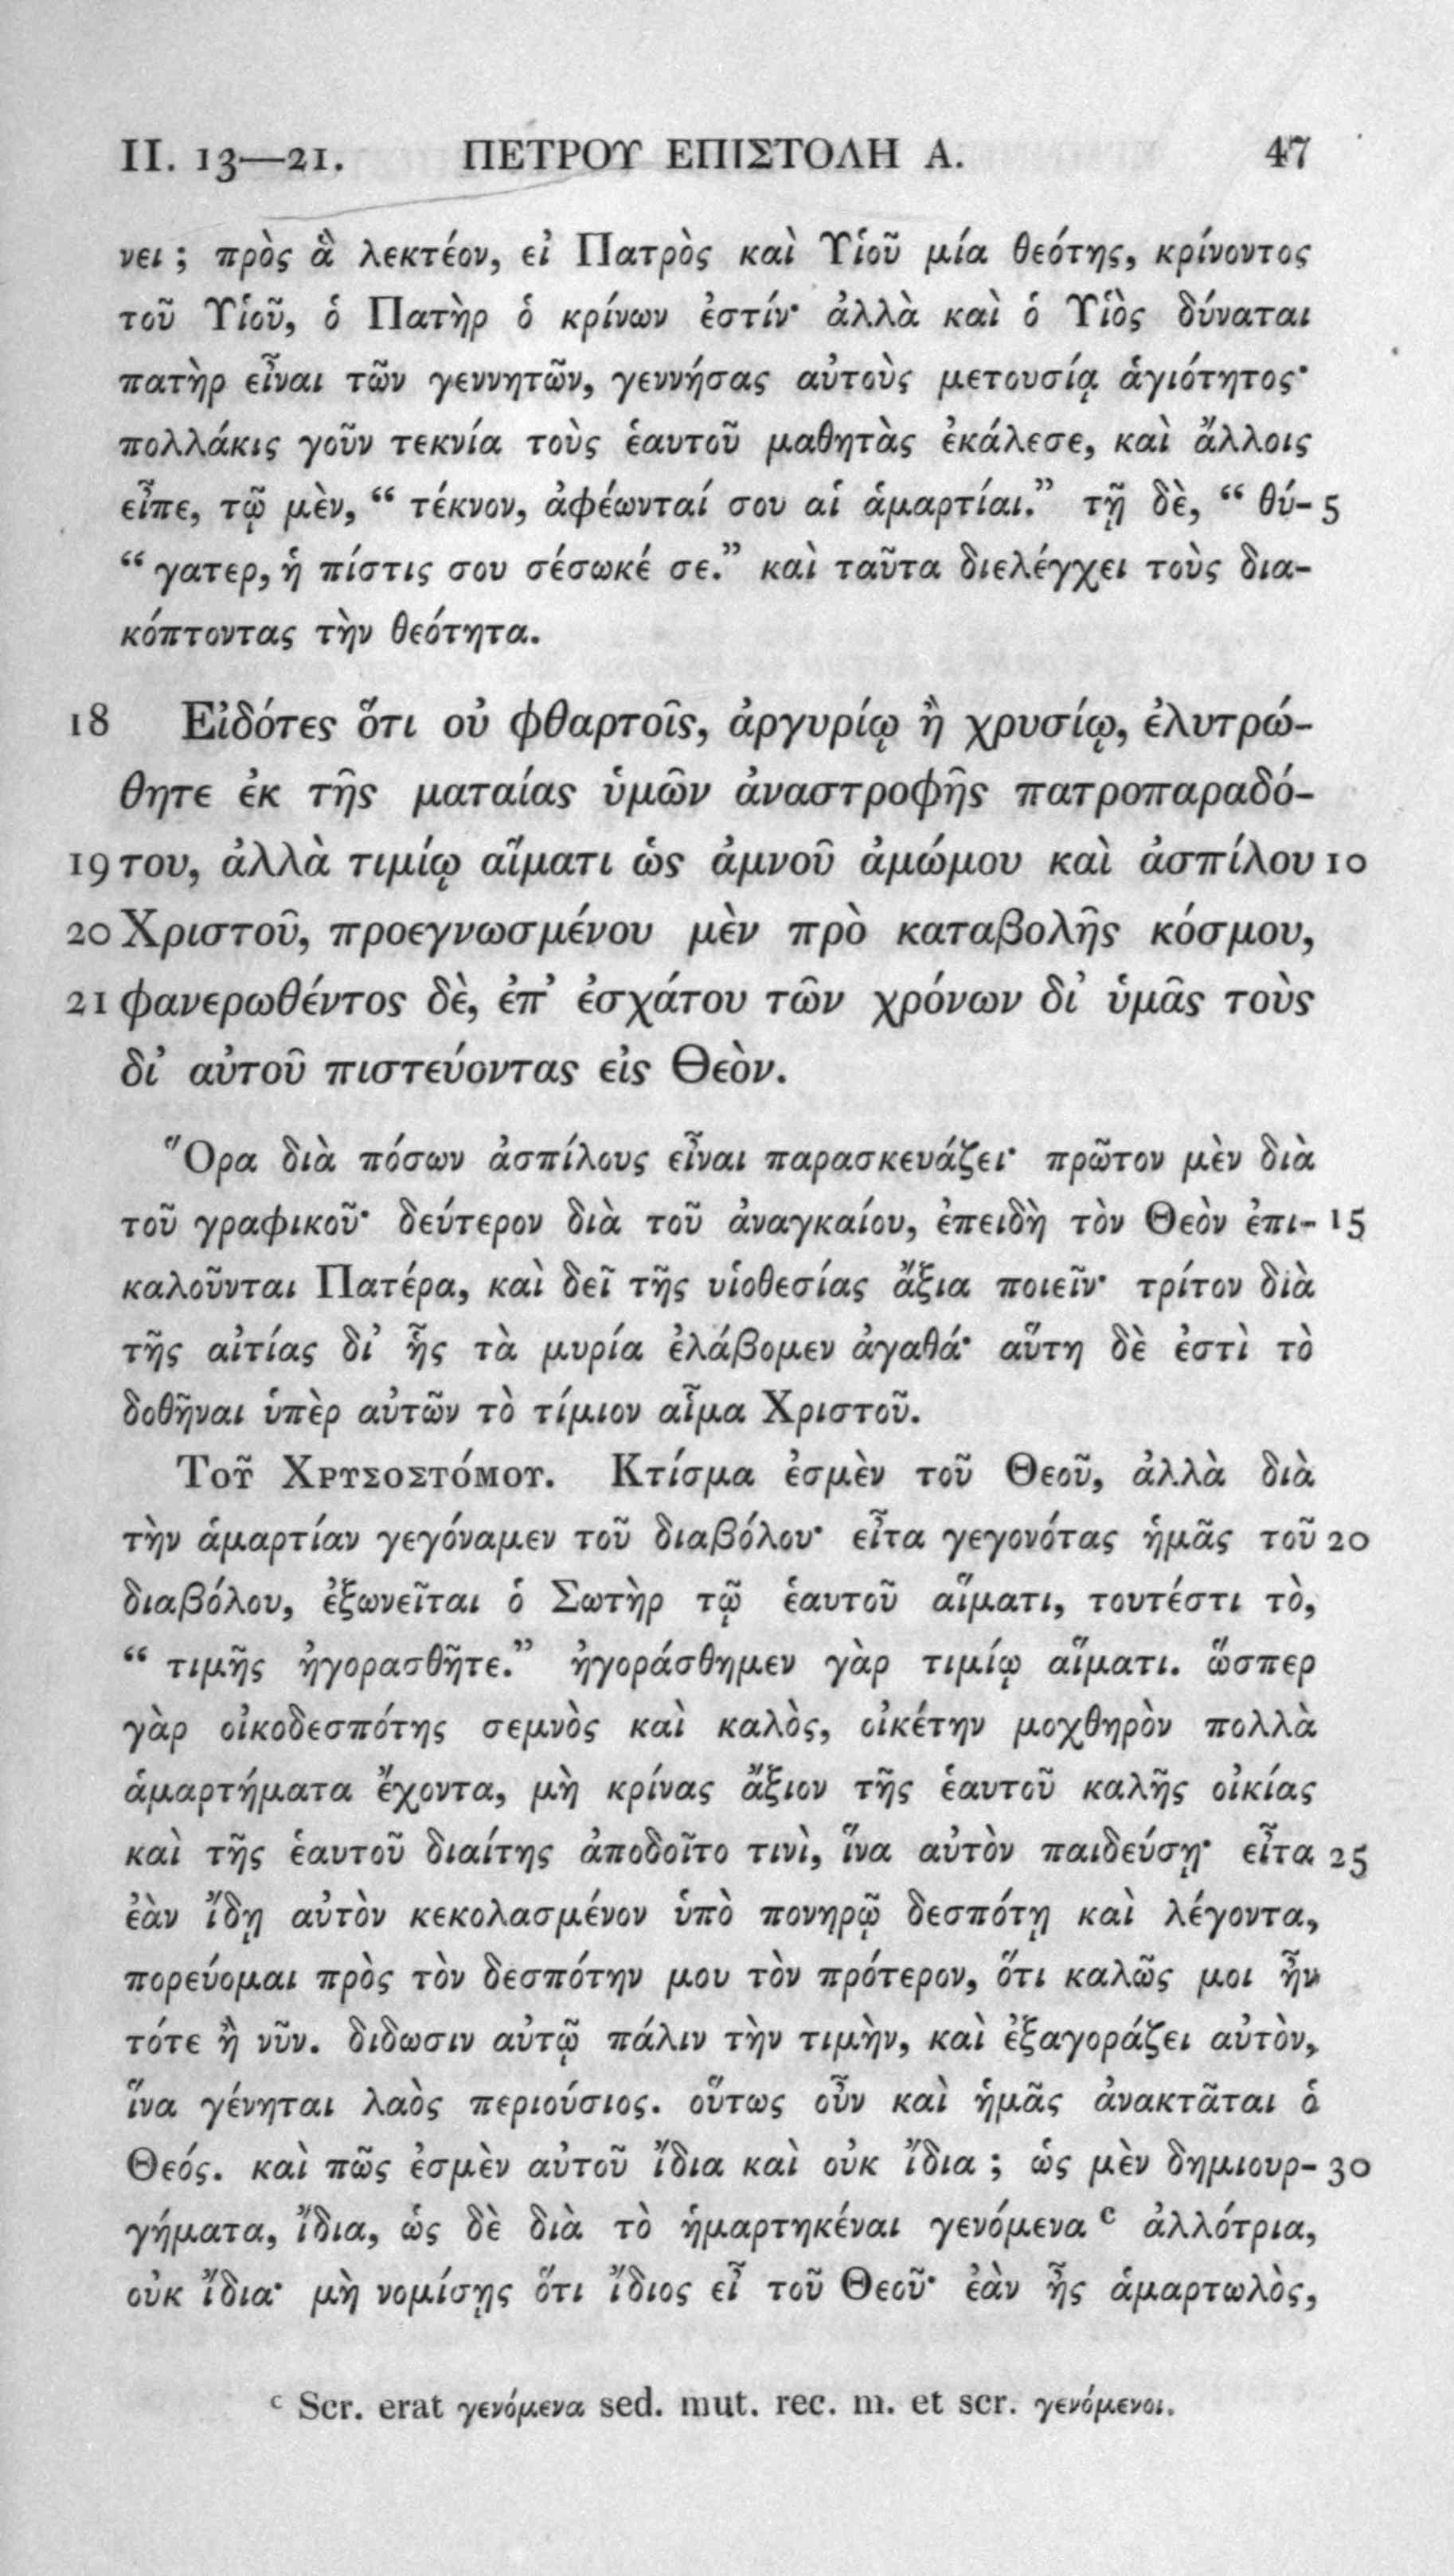 II. 13—21. ΠΕΤΡΟΥ ΕΠΙΣΤΟΛΗ Α. 47
νει ; πρὸς ἃ λεκτέον, εἰ Πατρὸς καὶ Υἱοῦ μία θεότης, κρίνοντος
τοῦ Υἱοῦ, ὁ Πατὴρ ὁ κρίνων ἐστίν· ἀλλὰ καὶ ὁ Υἱὸς δύναται
πατὴρ εἶναι τῶν γεννητῶν, γεννήσας αὐτοὺς μετουσίᾳ ἁγιότητος·
πολλάκις γοῦν τεκνία τοὺς ἑαυτοῦ μαθητὰς ἐκάλεσε, καὶ ἄλλοις
εἶπε, τῷ μὲν, “ τέκνον, ἀφέωνταί σου αἱ ἁμαρτίαι.” τῇ δὲ, “ θύ- 5
“ γατερ, ἡ πίστις σου σέσωκέ σε.” καὶ ταῦτα διελέγχει τοὺς δια-
κόπτοντας τὴν θεότητα.
18 Εἰδότες ὅτι οὐ φθαρτοῖς, ἀργυρίῳ ἢ χρυσίῳ, ἐλυτρώ-
θητε ἐκ τῆς ματαίας ὑμῶν ἀναστροφῆς πατροπαραδό-
19 του, ἀλλὰ τιμίῳ αἵματι ὡς ἀμνοῦ ἀμώμου καὶ ἀσπίλου 10
20 Χριστοῦ, προεγνωσμένου μὲν πρὸ καταβολῆς κόσμου,
21 φανερωθέντος δὲ, ἐπ’ ἐσχάτου τῶν χρόνων δι’ ὑμᾶς τοὺς
δι’ αὐτοῦ πιστεύοντας εἰς Θεὸν.
Ὅρα διὰ πόσων ἀσπίλους εἶναι παρασκευάζει· πρῶτον μὲν διὰ
τοῦ γραφικοῦ· δεύτερον διὰ τοῦ ἀναγκαίου, ἐπειδὴ τὸν Θεὸν ἐπι- 15
καλοῦνται Πατέρα, καὶ δεῖ τῆς υἱοθεσίας ἄξια ποιεῖν· τρίτον διὰ
τῆς αἰτίας δι’ ἧς τὰ μυρία ἐλάβομεν ἀγαθά· αὕτη δὲ ἐστὶ τὸ
δοθῆναι ὑπὲρ αὐτῶν τὸ τίμιον αἷμα Χριστοῦ.
Τοῦ Χρυσοστόμου. Κτίσμα ἐσμὲν τοῦ Θεοῦ, ἀλλὰ διὰ
τὴν ἁμαρτίαν γεγόναμεν τοῦ διαβόλου· εἶτα γεγονότας ἡμᾶς τοῦ 20
διαβόλου, ἐξωνεῖται ὁ Σωτὴρ τῷ ἑαυτοῦ αἵματι, τουτέστι τὸ,
“ τιμῆς ἠγορασθῆτε.” ἠγοράσθημεν γὰρ τιμίῳ αἵματι. ὥσπερ
γὰρ οἰκοδεσπότης σεμνὸς καὶ καλὸς, οἰκέτην μοχθηρὸν πολλὰ
ἁμαρτήματα ἔχοντα, μὴ κρίνας ἄξιον τῆς ἑαυτοῦ καλῆς οἰκίας
καὶ τῆς ἑαυτοῦ διαίτης ἀποδοῖτο τινὶ, ἵνα αὐτὸν παιδεύσῃ· εἶτα 25
ἐὰν ἴδῃ αὐτὸν κεκολασμένον ὑπὸ πονηρῷ δεσπότῃ καὶ λέγοντα,
πορεύομαι πρὸς τὸν δεσπότην μου τὸν πρότερον, ὅτι καλῶς μοι ἦν
τότε ἢ νῦν. διδωσιν αὐτῷ πάλιν τὴν τιμὴν, καὶ ἐξαγοράζει αὐτὸν,
ἵνα γένηται λαὸς περιούσιος. οὕτως οὖν καὶ ἡμᾶς ἀνακτᾶται ὁ
Θεός. καὶ πῶς ἐσμὲν αὐτοῦ ἴδια καὶ οὐκ ἴδια ; ὡς μὲν δημιουρ- 30
γήματα, ἴδια, ὡς δὲ διὰ τὸ ἡμαρτηκέναι γενόμενα c ἀλλότρια,
οὐκ ἴδια· μὴ νομίσῃς ὅτι ἴδιος εἶ τοῦ Θεοῦ· ἐὰν ᾖς ἁμαρτωλὸς,
c Scr. erat γενόμενα sed. mut. rec. m. et scr. γενόμενοι.